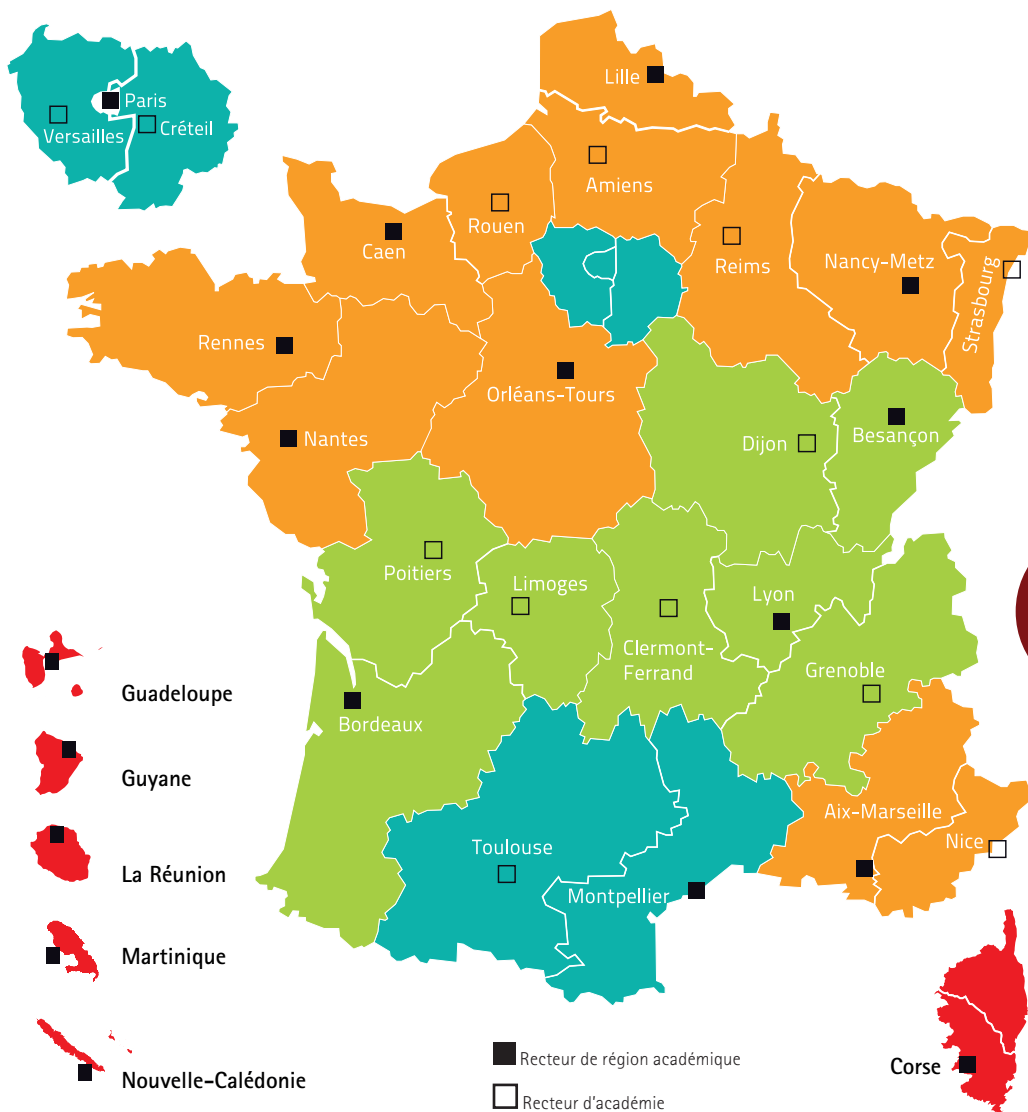 Lille
Paris
Versailles
Créteil
Amiens
Rouen
Caen
Reims
Nancy-Metz
Strasbourg
Rennes
Orléans-Tours
Nantes
Dijon
Besançon
Poitiers
Limoges
Lyon
Clermont-
Ferrand
Grenoble
Guadeloupe
Bordeaux
Guyane
Aix-Marseille
Nice
Toulouse
La Réunion
Montpellier
Martinique
Recteur de région académique
Corse
Nouvelle-Calédonie
Recteur d'académie